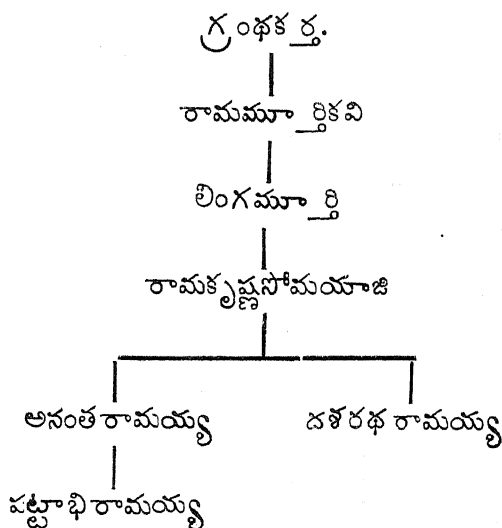 గ్రంథకర్త.
రామమూర్తికవి
లింగమూర్తి
రామకృష్ణసోమయాజి
అనంతరామయ్య దశరథరామయ్య
పట్టాభిరామయ్య